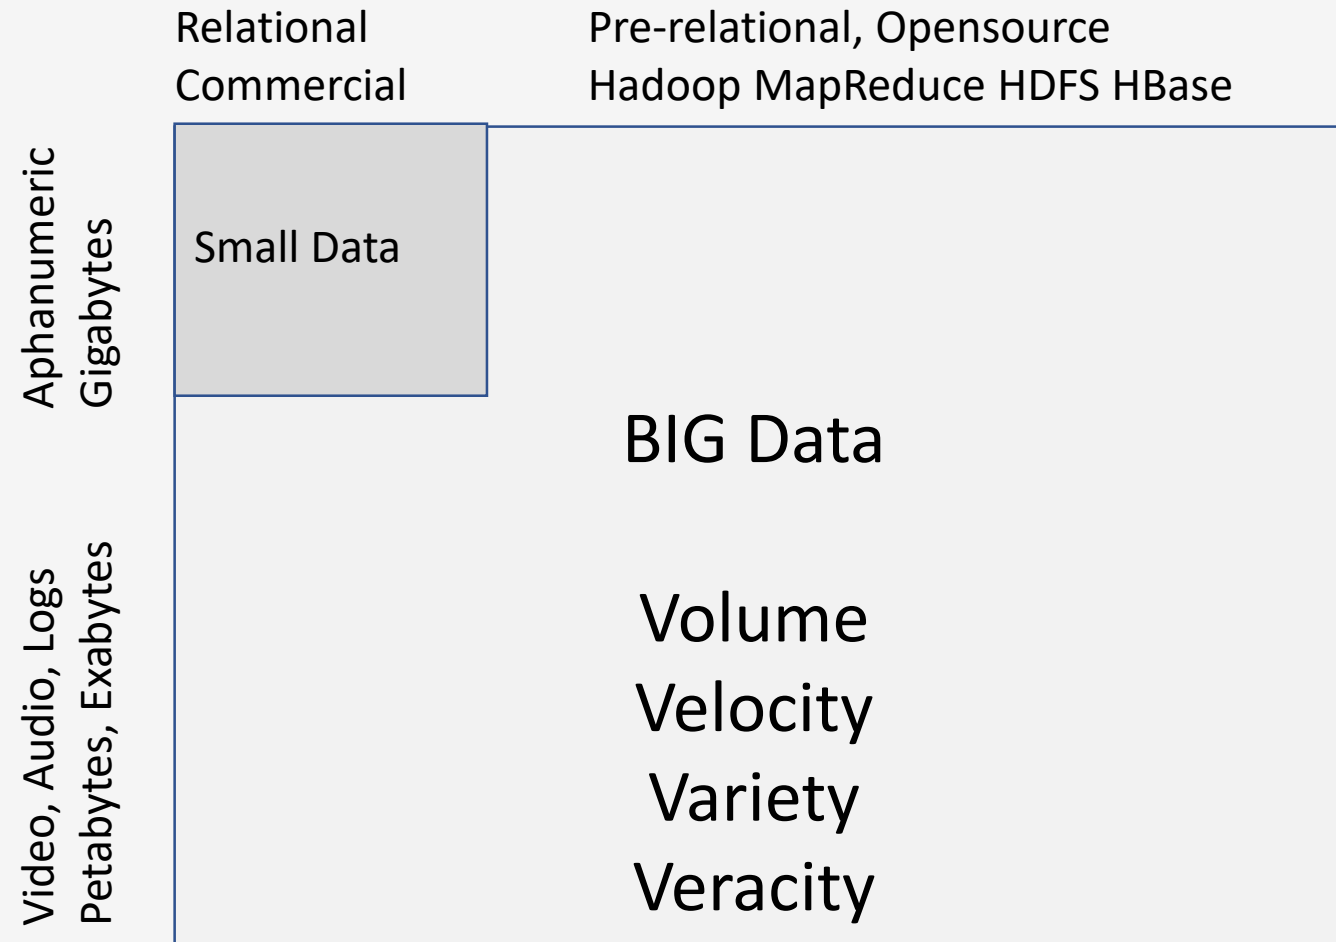 Relational
Commercial
Pre-relational, Opensource
Hadoop MapReduce HDFS HBase
Aphanumeric
Gigabytes
Small Data
BIG Data
Video, Audio, Logs
Petabytes, Exabytes
Volume
Velocity
Variety
Veracity